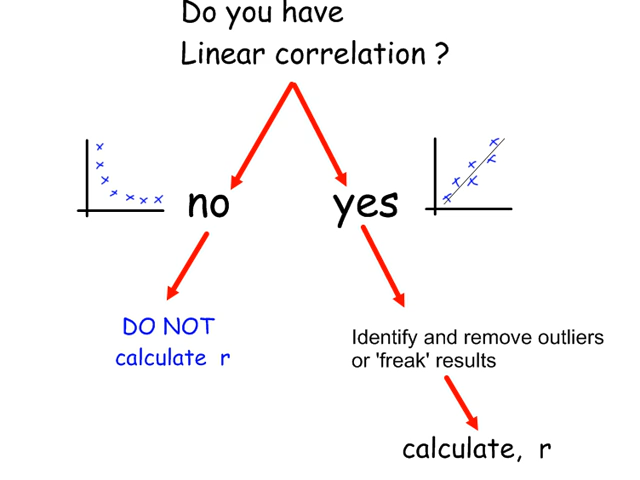 Do you have
Linear correlation ?
no
yes
DO NOT
calculate r
Identify and remove outliers
or 'freak' results
calculate, r